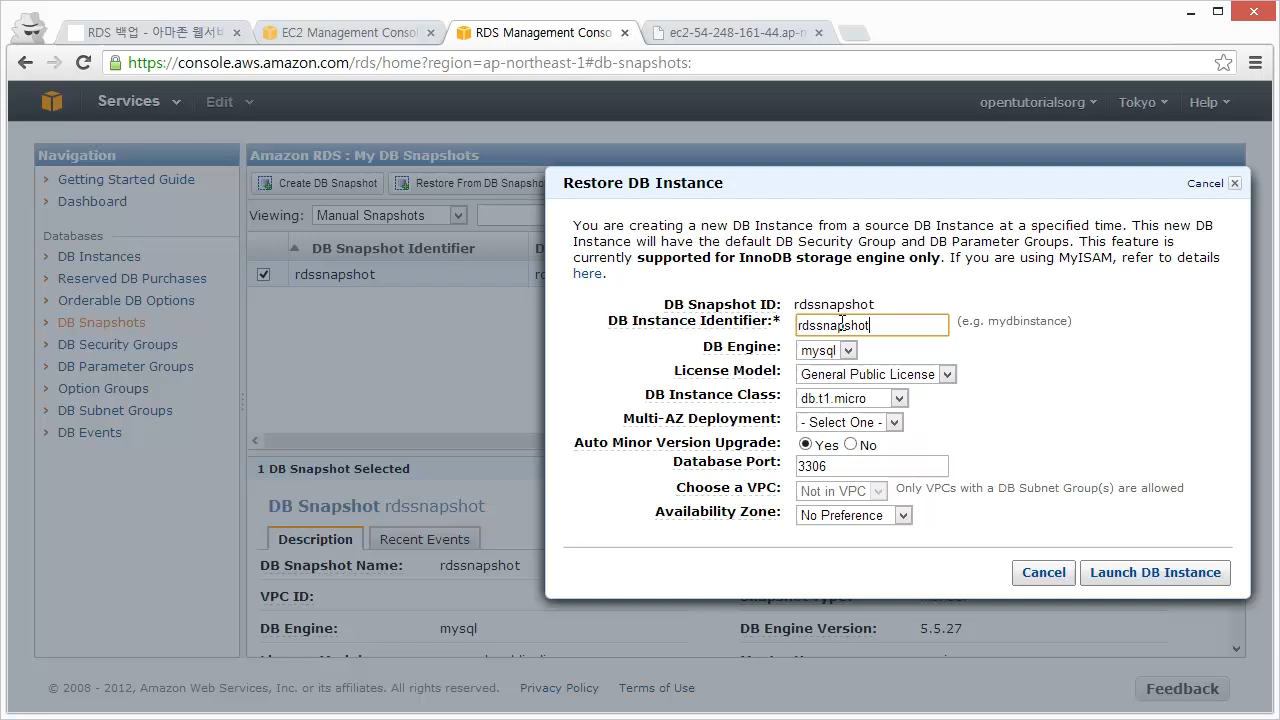 RDS 백업 - 아마존 웹서비
EC2 Management Consol
RDS Management Conso
ec2-54-248-161-44.ap-n
https://console.aws.amazon.com/rds/home?region=ap-northeast-1#db-snapshots:
Services Edit opentutorialsorg Tokyo Help
Navigation
Getting Started Guide
Dashboard
Databases
DB Instances
Reserved DB Purchases
Orderable DB Options
DB Snapshots
DB Security Groups
DB Parameter Groups
Option Groups
DB Subnet Groups
DB Events
Amazon RDS : My DB Snapshots
Create DB Snapshot Restore From DB Snapsho
Viewing: Manual Snapshots
DB Snapshot Identifier D
rdssnapshot rd
1 DB Snapshot Selected
DB Snapshot rdssnapshot
Description Recent Events
DB Snapshot Name: rdssnapshot
VPC ID:
DB Engine: mysql
DB Engine Version: 5.5.27
Restore DB Instance
Cancel
You are creating a new DB Instance from a source DB Instance at a specified time. This new DB
Instance will have the default DB Security Group and DB Parameter Groups. This feature is
currently supported for InnoDB storage engine only. If you are using MyISAM, refer to details
here.
DB Snapshot ID: rdssnapshot
DB Instance Identifier:* rdssnapshot (e.g. mydbinstance)
DB Engine: mysql
License Model: General Public License
DB Instance Class: db.t1.micro
Multi-AZ Deployment: - Select One -
Auto Minor Version Upgrade: Yes No
Database Port: 3306
Choose a VPC: Not in VPC Only VPCs with a DB Subnet Group(s) are allowed
Availability Zone: No Preference
Cancel Launch DB Instance
© 2008 - 2012, Amazon Web Services, Inc. or its affiliates. All rights reserved. Privacy Policy Terms of Use
Feedback